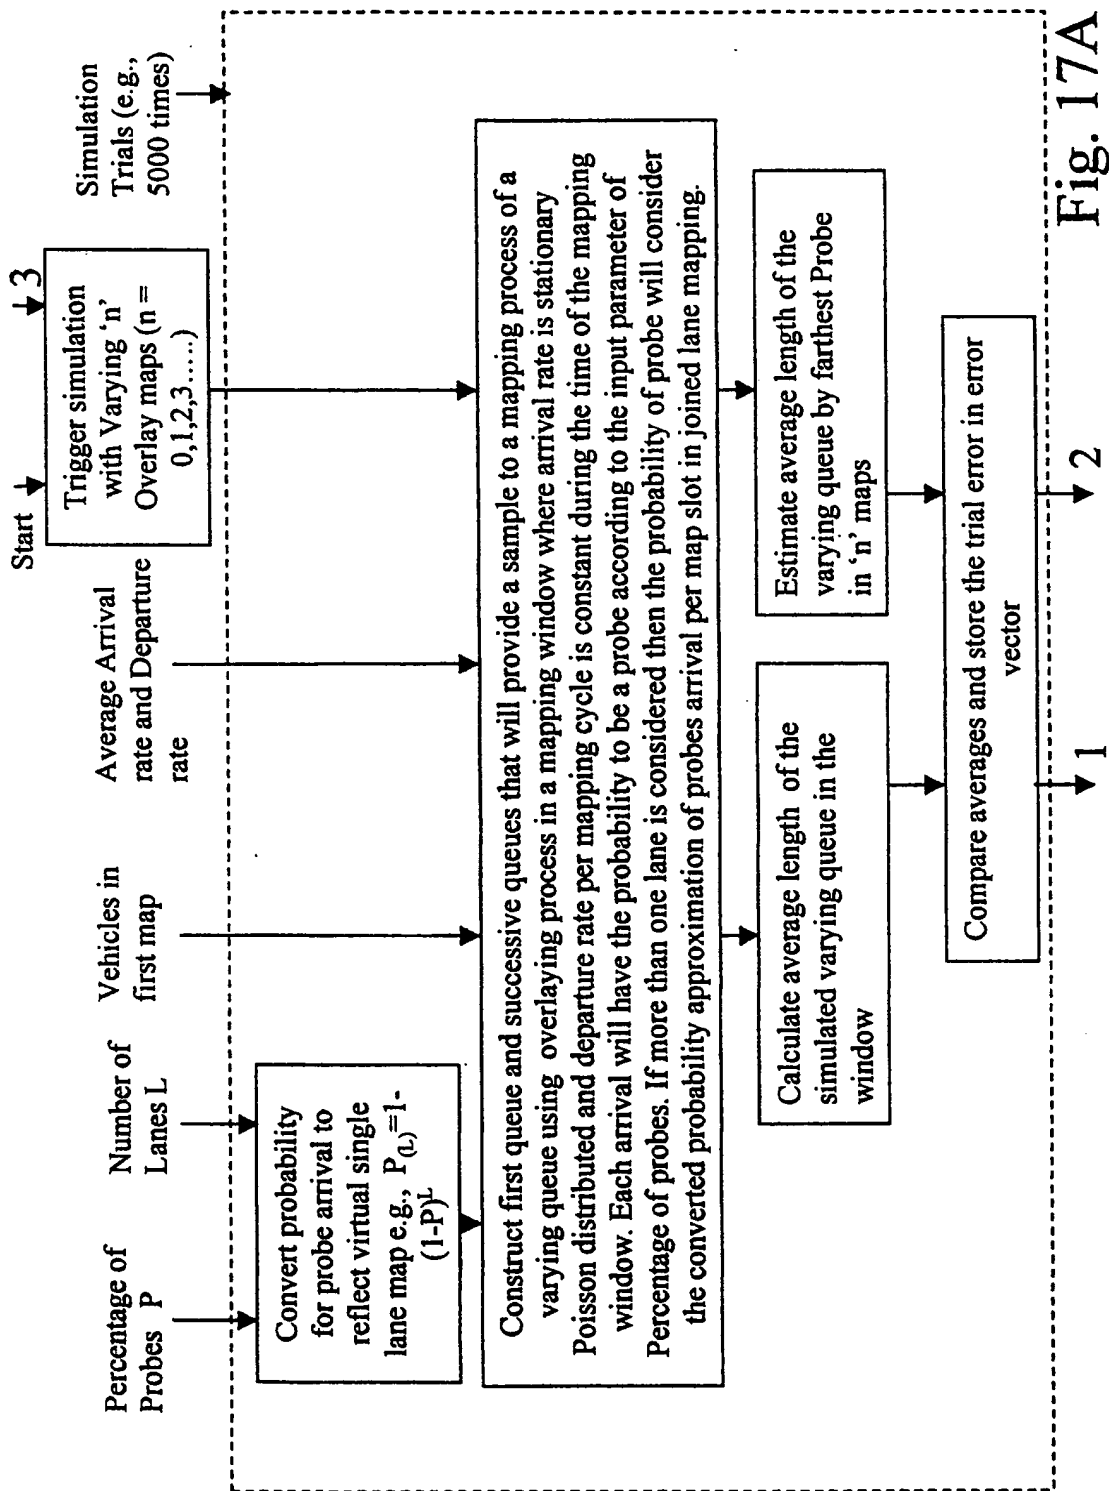 Start
3
Trigger simulation
with Varying ‘n’
Overlay maps (n =
0,1,2,3.....)
Simulation
Trials (e.g.,
5000 times)
Percentage of
Probes P
Number of
Lanes L
Vehicles in
first map
Average Arrival
rate and Departure
rate
Convert probability
for probe arrival to
reflect virtual single
lane map e.g., P(L)=1-
(1-P)^L
Construct first queue and successive queues that will provide a sample to a mapping process of a
varying queue using overlaying process in a mapping window where arrival rate is stationary
Poisson distributed and departure rate per mapping cycle is constant during the time of the mapping
window. Each arrival will have the probability to be a probe according to the input parameter of
Percentage of probes. If more than one lane is considered then the probability of probe will consider
the converted probability approximation of probes arrival per map slot in joined lane mapping.
Calculate average length of the
simulated varying queue in the
window
Estimate average length of the
varying queue by farthest Probe
in ‘n’ maps
Compare averages and store the trial error in error
vector
1
2
Fig. 17A